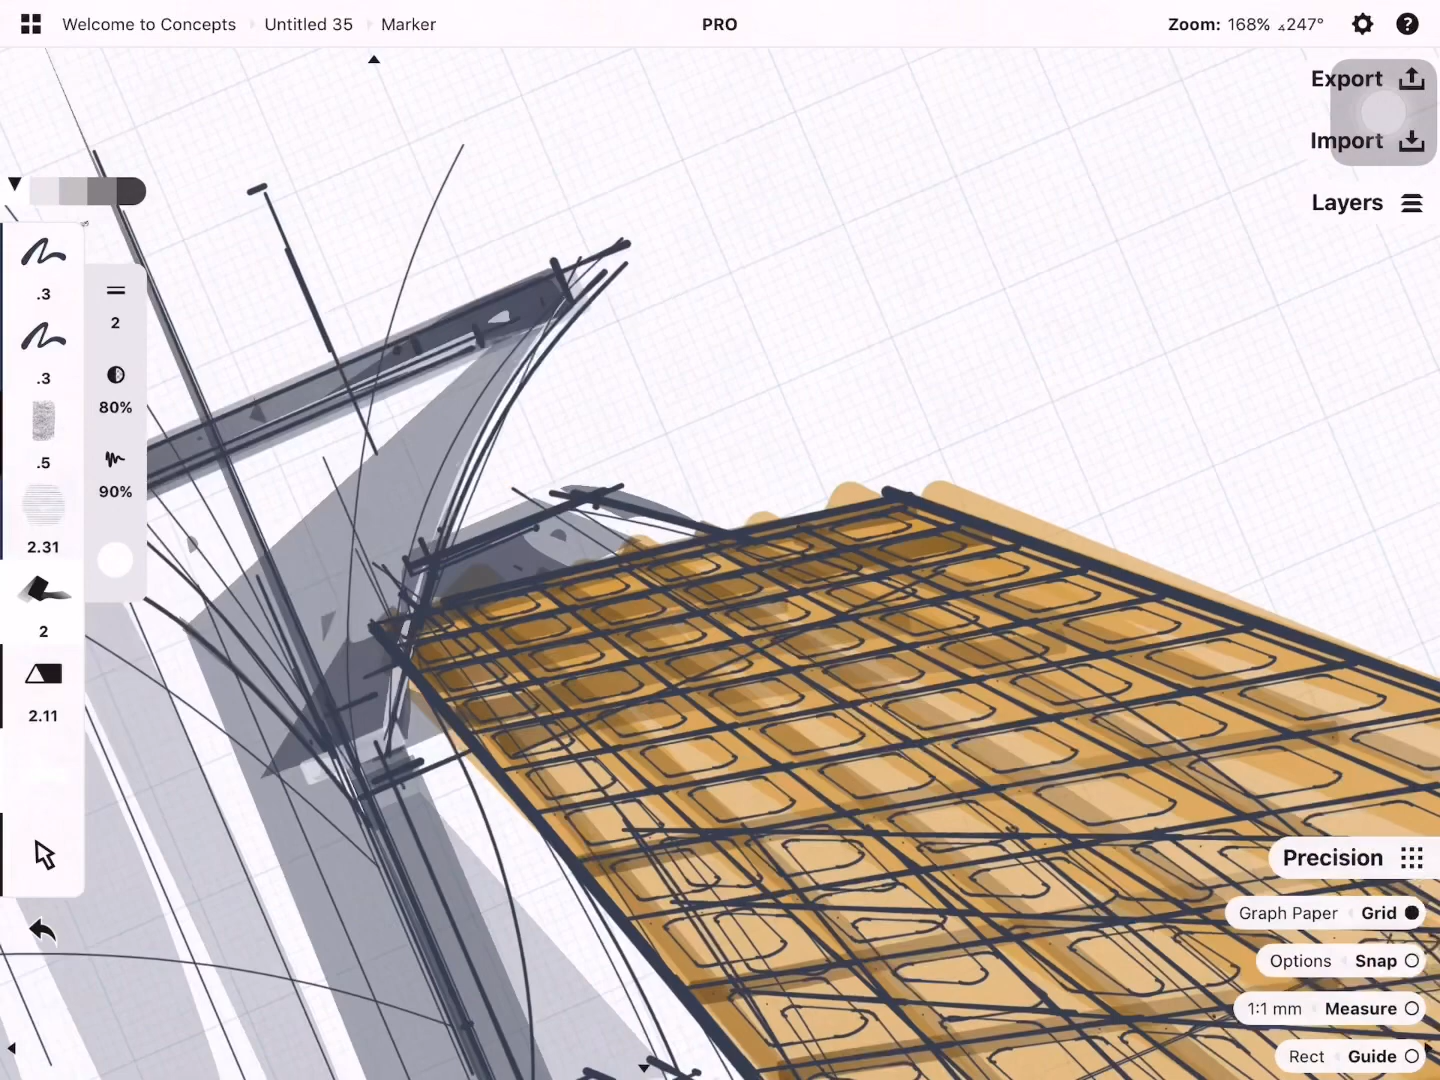 Welcome to Concepts Untitled 35 Marker
PRO
Zoom: 168% ∡247°
Export
Import
Layers
.3
.3
.5
2.31
2
2.11
2
80%
90%
Precision
Graph Paper Grid
Options Snap
1:1 mm Measure
Rect Guide